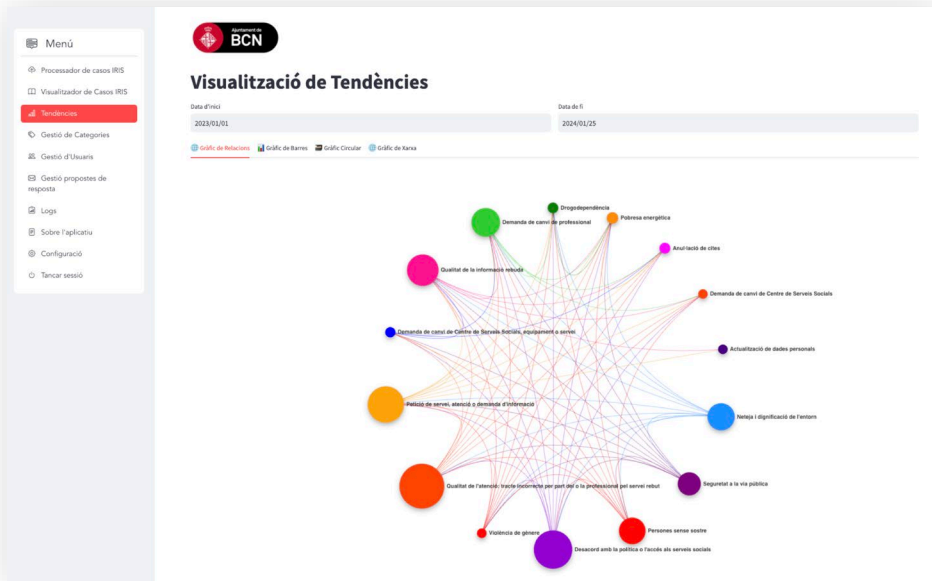 Menú
Processador de casos IRIS
Visualitzador de Casos IRIS
Tendències
Gestió de Categories
Gestió d'Usuaris
Gestió propostes de
resposta
Logs
Sobre l'aplicatiu
Configuració
Tancar sessió
Ajuntament de
BCN
Visualització de Tendències
Data d'inici
Data de fi
2023/01/01
2024/01/25
Gràfic de Relacions
Gràfic de Barres
Gràfic Circular
Gràfic de Xarxa
Drogodependència
Demanda de canvi de professional
Pobresa energètica
Anul·lació de cites
Qualitat de la informació rebuda
Demanda de canvi de Centre de Serveis Socials
Demanda de canvi de Centre de Serveis Socials, equipament o servei
Actualització de dades personals
Petició de servei, atenció o demanda d'informació
Neteja i dignificació de l'entorn
Qualitat de l'atenció: tracte incorrecte per part del o la professional pel servei rebut
Seguretat a la via pública
Violència de gènere
Persones sense sostre
Desacord amb la política o l'accés als serveis socials